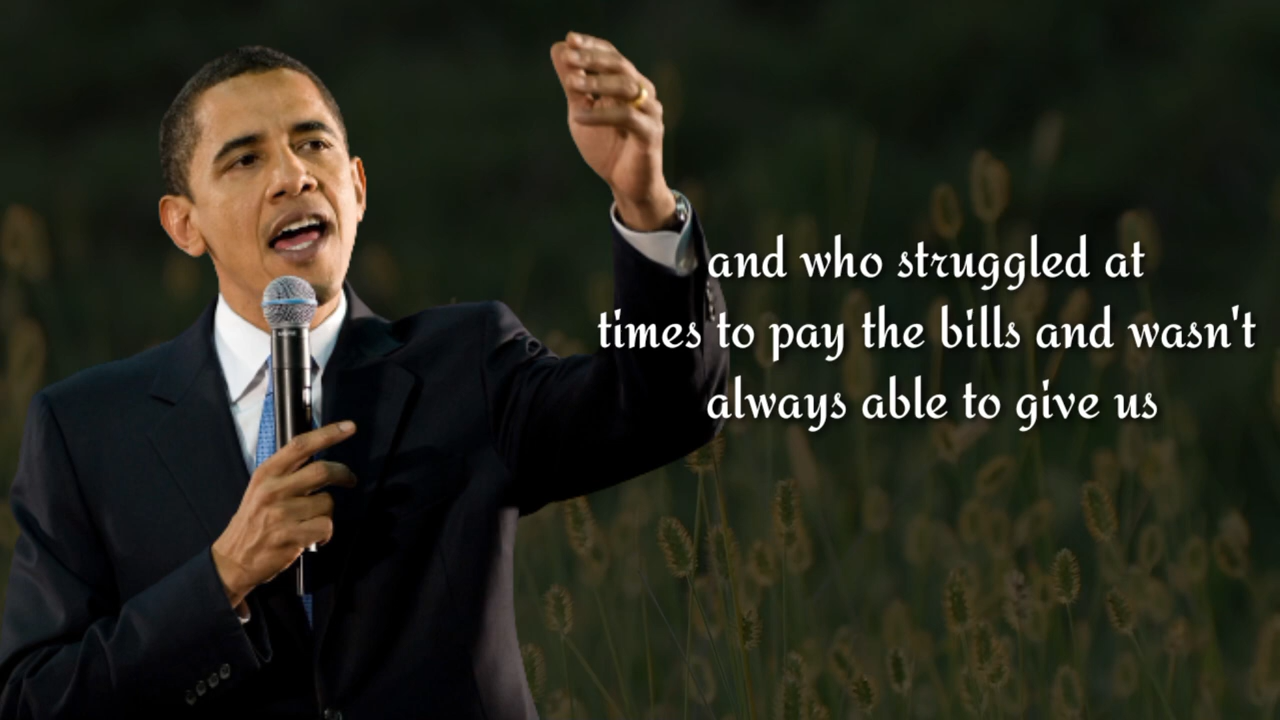 and who struggled at
times to pay the bills and wasn't
always able to give us